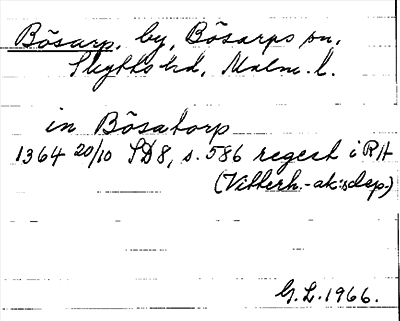 Bösarp, by, Bösarps sn,
Skytts hd, Malm. l.
in Bösatorp
1364 20/10 SD8, s. 586 regest i RH
(Vitterh.-ak:s dep.)
G.L. 1966.